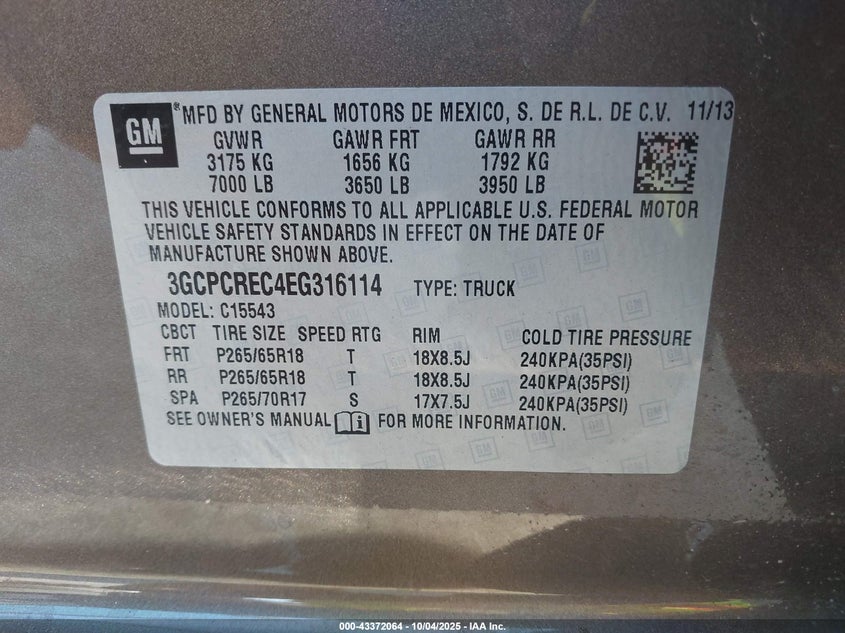 GM ® MFD BY GENERAL MOTORS DE MEXICO, S. DE R.L. DE C.V. 11/13
GVWR GAWR FRT GAWR RR
3175 KG 1656 KG 1792 KG
7000 LB 3650 LB 3950 LB
THIS VEHICLE CONFORMS TO ALL APPLICABLE U.S. FEDERAL MOTOR
VEHICLE SAFETY STANDARDS IN EFFECT ON THE DATE OF
MANUFACTURE SHOWN ABOVE.
3GCPCREC4EG316114 TYPE: TRUCK
MODEL: C15543
CBCT TIRE SIZE SPEED RTG RIM COLD TIRE PRESSURE
FRT P265/65R18 T 18X8.5J 240KPA(35PSI)
RR P265/65R18 T 18X8.5J 240KPA(35PSI)
SPA P265/70R17 S 17X7.5J 240KPA(35PSI)
SEE OWNER'S MANUAL FOR MORE INFORMATION.
000-43372064 - 10/04/2025 - IAA Inc.